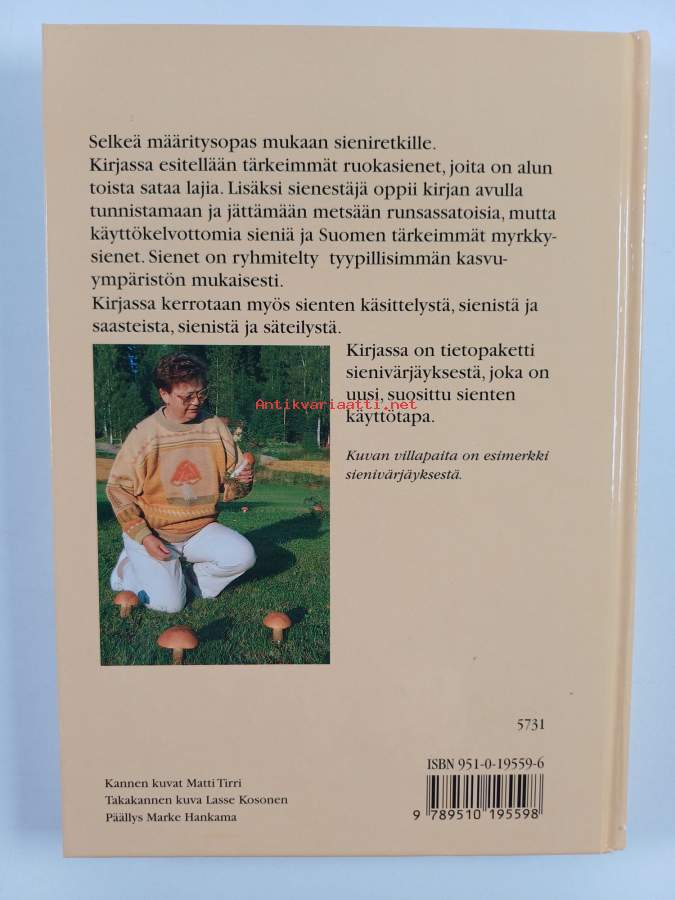 Selkeä määritysopas mukaan sieniretkille.
Kirjassa esitellään tärkeimmät ruokasienet, joita on alun
toista sataa lajia. Lisäksi sienestäjä oppii kirjan avulla
tunnistamaan ja jättämään metsään runsassatoisia, mutta
käyttökelvottomia sieniä ja Suomen tärkeimmät myrkky-
sienet. Sienet on ryhmitelty tyypillisimmän kasvu-
ympäristön mukaisesti.
Kirjassa kerrotaan myös sienten käsittelystä, sienistä ja
saasteista, sienistä ja säteilystä.
Kirjassa on tietopaketti
sienivärjäyksestä, joka on
uusi, suosittu sienten
käyttötapa.
Antikvariaatti.net
Kuvan villapaita on esimerkki
sienivärjäyksestä.
5731
ISBN 951-0-19559-6
9 789510 195598
Kannen kuvat Matti Tirri
Takakannen kuva Lasse Kosonen
Päällys Marke Hankama